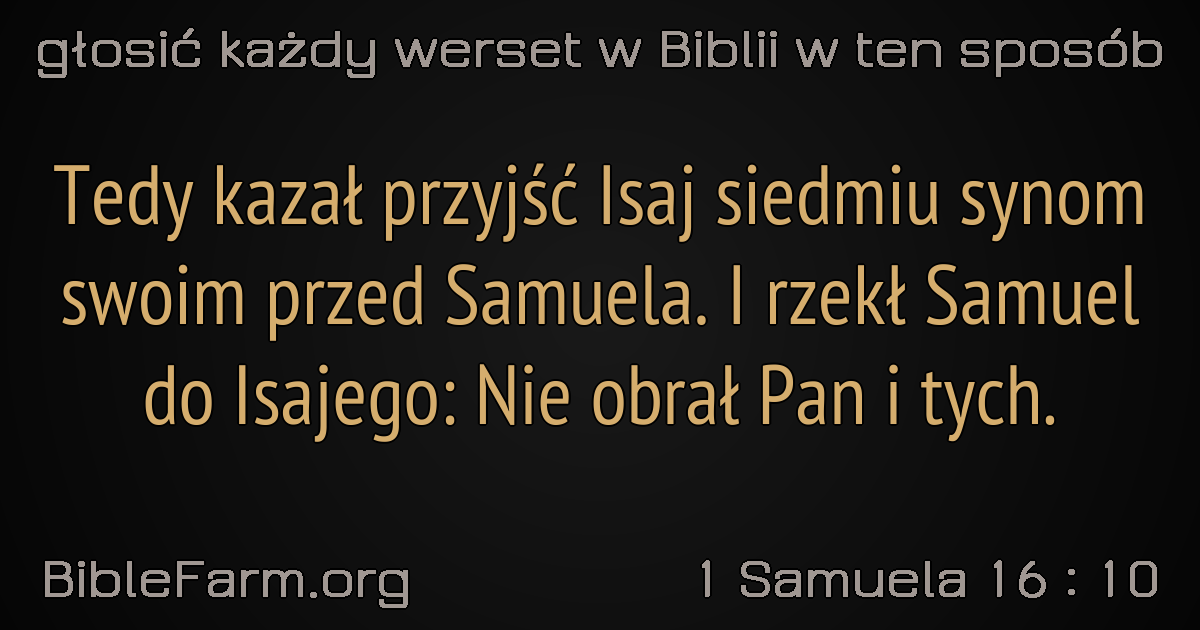 głosić każdy werset w Biblii w ten sposób
Tedy kazał przyjść Isaj siedmiu synom
swoim przed Samuela. I rzekł Samuel
do Isajego: Nie obrał Pan i tych.
BibleFarm.org
1 Samuela 16 : 10